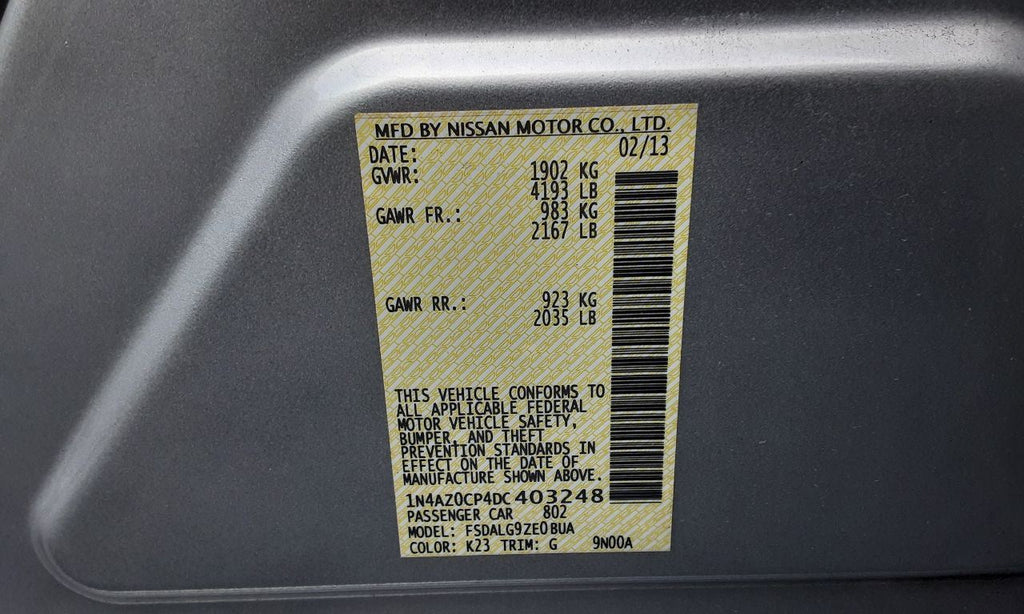 MFD BY NISSAN MOTOR CO., LTD.
DATE: 02/13
GVWR: 1902 KG
4193 LB
GAWR FR.: 983 KG
2167 LB
GAWR RR.: 923 KG
2035 LB
THIS VEHICLE CONFORMS TO
ALL APPLICABLE FEDERAL
MOTOR VEHICLE SAFETY,
BUMPER, AND THEFT
PREVENTION STANDARDS IN
EFFECT ON THE DATE OF
MANUFACTURE SHOWN ABOVE.
1N4AZ0CP4DC403248
PASSENGER CAR 802
MODEL: FSDALG9ZE0BUA
COLOR: K23 TRIM: G 9N00A